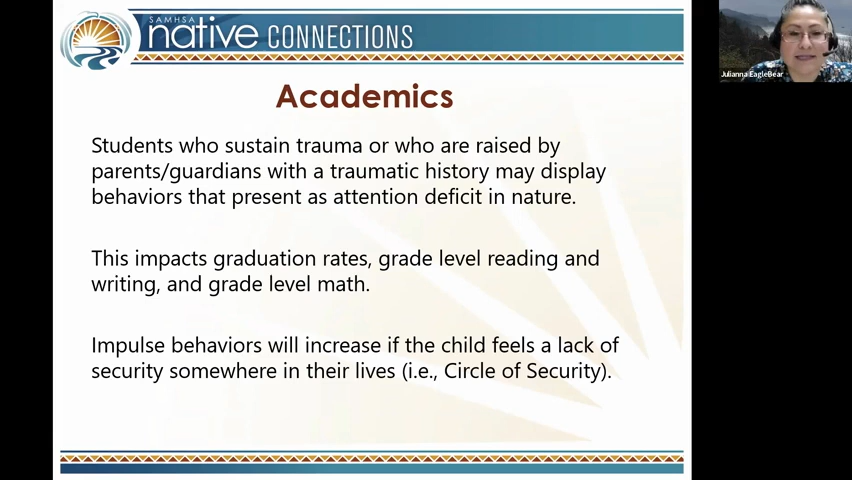 SAMHSA
native CONNECTIONS
Julianna EagleBear
Academics
Students who sustain trauma or who are raised by
parents/guardians with a traumatic history may display
behaviors that present as attention deficit in nature.
This impacts graduation rates, grade level reading and
writing, and grade level math.
Impulse behaviors will increase if the child feels a lack of
security somewhere in their lives (i.e., Circle of Security).